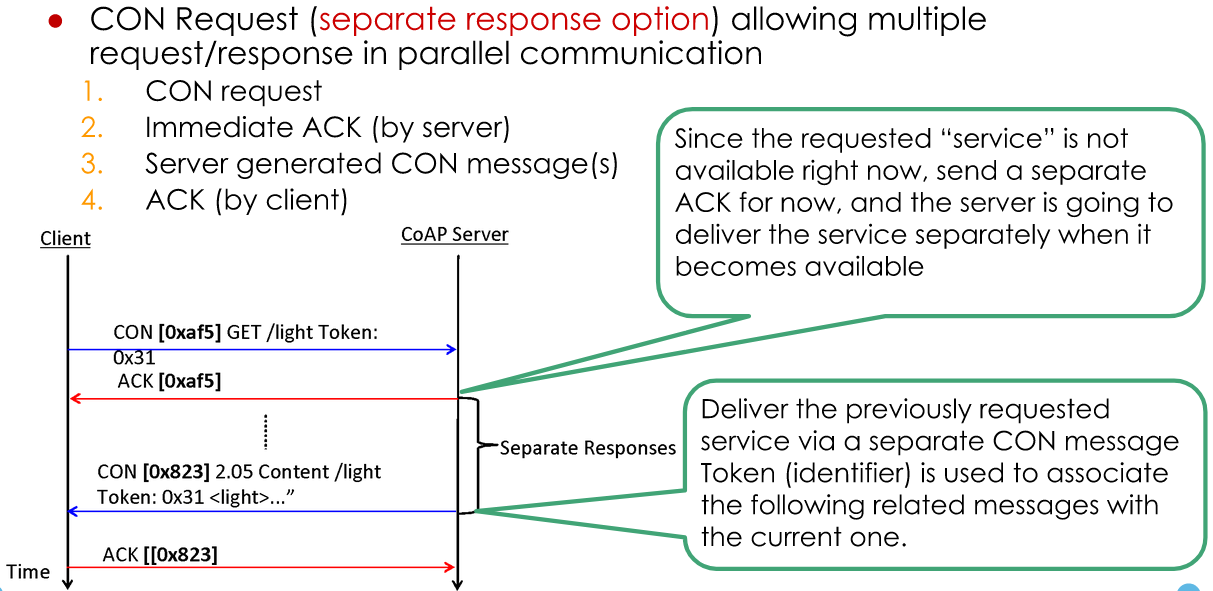 ● CON Request (separate response option) allowing multiple
request/response in parallel communication
1. CON request
2. Immediate ACK (by server)
3. Server generated CON message(s)
4. ACK (by client)
Since the requested “service” is not
available right now, send a separate
ACK for now, and the server is going to
deliver the service separately when it
becomes available
Client
CoAP Server
CON [0xaf5] GET /light Token:
0x31
ACK [0xaf5]
Separate Responses
CON [0x823] 2.05 Content /light
Token: 0x31 <light>...”
ACK [[0x823]
Time
Deliver the previously requested
service via a separate CON message
Token (identifier) is used to associate
the following related messages with
the current one.